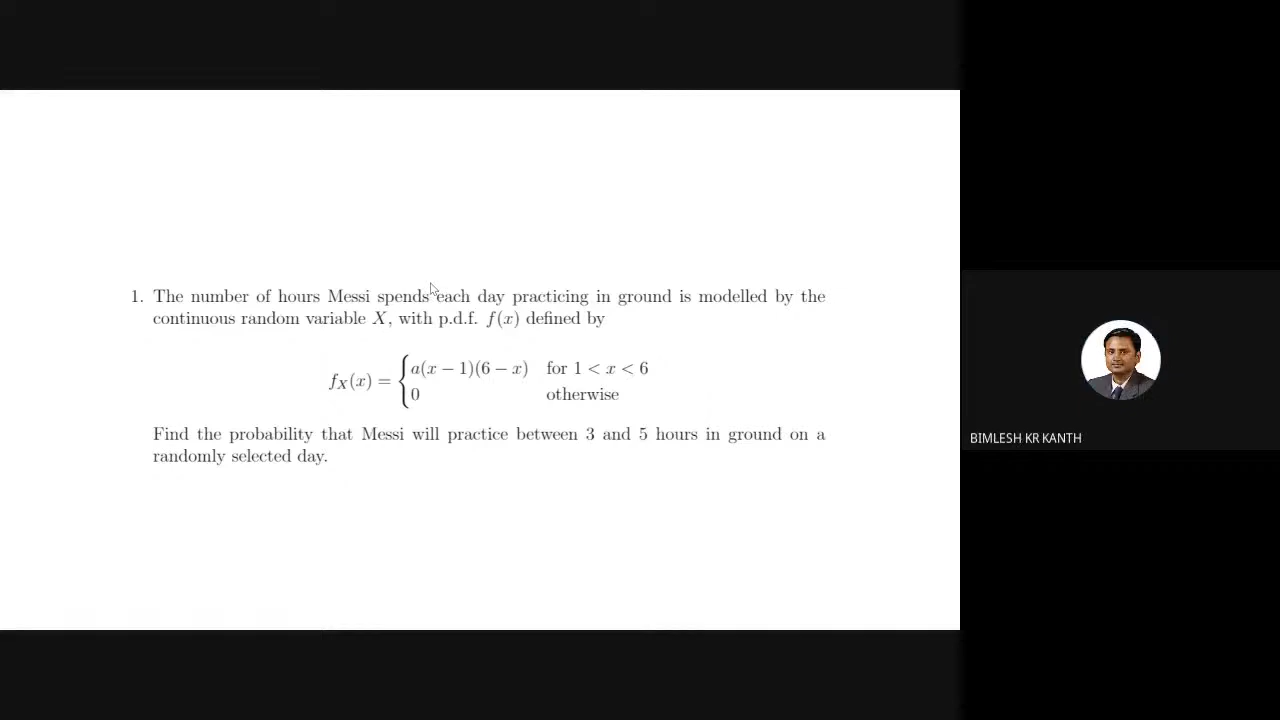 1. The number of hours Messi spends each day practicing in ground is modelled by the
continuous random variable X, with p.d.f. f(x) defined by
f_X(x) = { a(x − 1)(6 − x) for 1 < x < 6
0 otherwise
Find the probability that Messi will practice between 3 and 5 hours in ground on a
randomly selected day.
BIMLESH KR KANTH